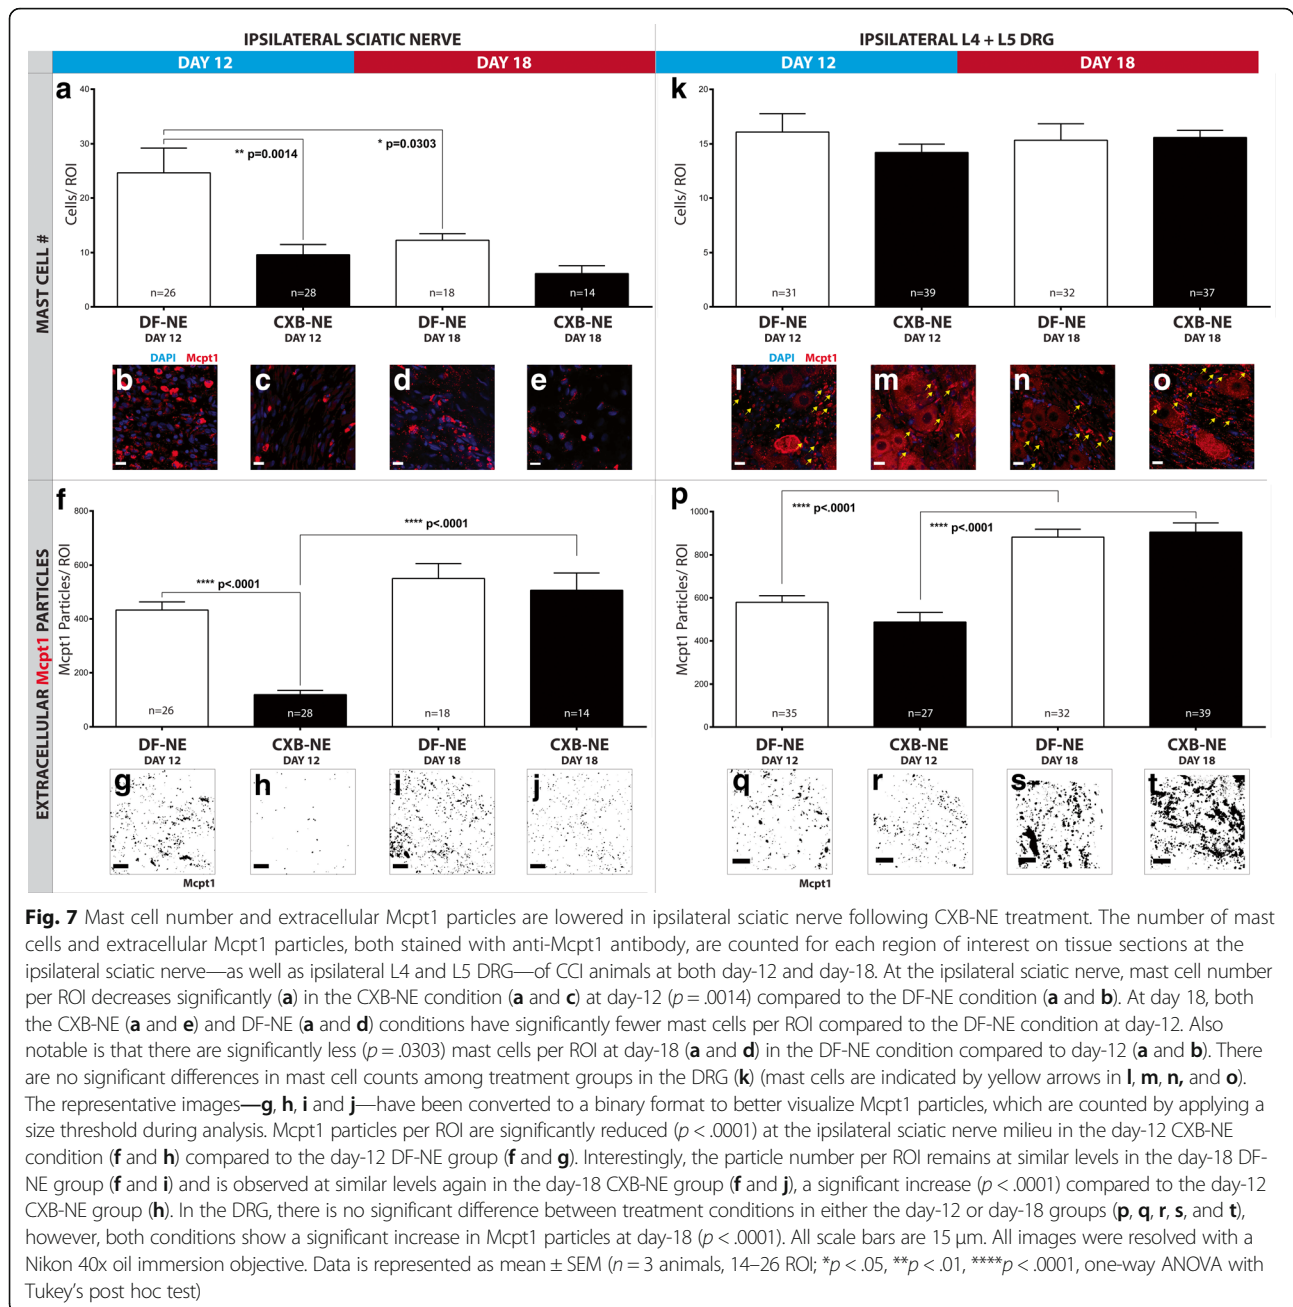 IPSILATERAL SCIATIC NERVE
IPSILATERAL L4 + L5 DRG
DAY 12
DAY 18
DAY 12
DAY 18
MAST CELL #
a
Cells/ ROI
40
30
20
10
0
** p=0.0014
* p=0.0303
n=26
n=28
n=18
n=14
DF-NE
CXB-NE
DF-NE
CXB-NE
DAY 12
DAY 12
DAY 18
DAY 18
DAPI Mcpt1
b
c
d
e
k
Cells/ ROI
20
15
10
5
0
n=31
n=39
n=32
n=37
DF-NE
CXB-NE
DF-NE
CXB-NE
DAY 12
DAY 12
DAY 18
DAY 18
DAPI Mcpt1
l
m
n
o
EXTRACELLULAR Mcpt1 PARTICLES
f
Mcpt1 Particles/ ROI
800
600
400
200
0
**** p<.0001
**** p<.0001
n=26
n=28
n=18
n=14
DF-NE
CXB-NE
DF-NE
CXB-NE
DAY 12
DAY 12
DAY 18
DAY 18
g
h
i
j
Mcpt1
p
Mcpt1 Particles/ ROI
1000
800
600
400
200
0
**** p<.0001
**** p<.0001
n=35
n=27
n=32
n=39
DF-NE
CXB-NE
DF-NE
CXB-NE
DAY 12
DAY 12
DAY 18
DAY 18
q
r
s
t
Mcpt1
Fig. 7 Mast cell number and extracellular Mcpt1 particles are lowered in ipsilateral sciatic nerve following CXB-NE treatment. The number of mast
cells and extracellular Mcpt1 particles, both stained with anti-Mcpt1 antibody, are counted for each region of interest on tissue sections at the
ipsilateral sciatic nerve—as well as ipsilateral L4 and L5 DRG—of CCI animals at both day-12 and day-18. At the ipsilateral sciatic nerve, mast cell number
per ROI decreases significantly (a) in the CXB-NE condition (a and c) at day-12 (p = .0014) compared to the DF-NE condition (a and b). At day 18, both
the CXB-NE (a and e) and DF-NE (a and d) conditions have significantly fewer mast cells per ROI compared to the DF-NE condition at day-12. Also
notable is that there are significantly less (p = .0303) mast cells per ROI at day-18 (a and d) in the DF-NE condition compared to day-12 (a and b). There
are no significant differences in mast cell counts among treatment groups in the DRG (k) (mast cells are indicated by yellow arrows in l, m, n, and o).
The representative images—g, h, i and j—have been converted to a binary format to better visualize Mcpt1 particles, which are counted by applying a
size threshold during analysis. Mcpt1 particles per ROI are significantly reduced (p < .0001) at the ipsilateral sciatic nerve milieu in the day-12 CXB-NE
condition (f and h) compared to the day-12 DF-NE group (f and g). Interestingly, the particle number per ROI remains at similar levels in the day-18 DF-
NE group (f and i) and is observed at similar levels again in the day-18 CXB-NE group (f and j), a significant increase (p < .0001) compared to the day-12
CXB-NE group (h). In the DRG, there is no significant difference between treatment conditions in either the day-12 or day-18 groups (p, q, r, s, and t),
however, both conditions show a significant increase in Mcpt1 particles at day-18 (p < .0001). All scale bars are 15 μm. All images were resolved with a
Nikon 40x oil immersion objective. Data is represented as mean ± SEM (n = 3 animals, 14–26 ROI; *p < .05, **p < .01, ****p < .0001, one-way ANOVA with
Tukey's post hoc test)